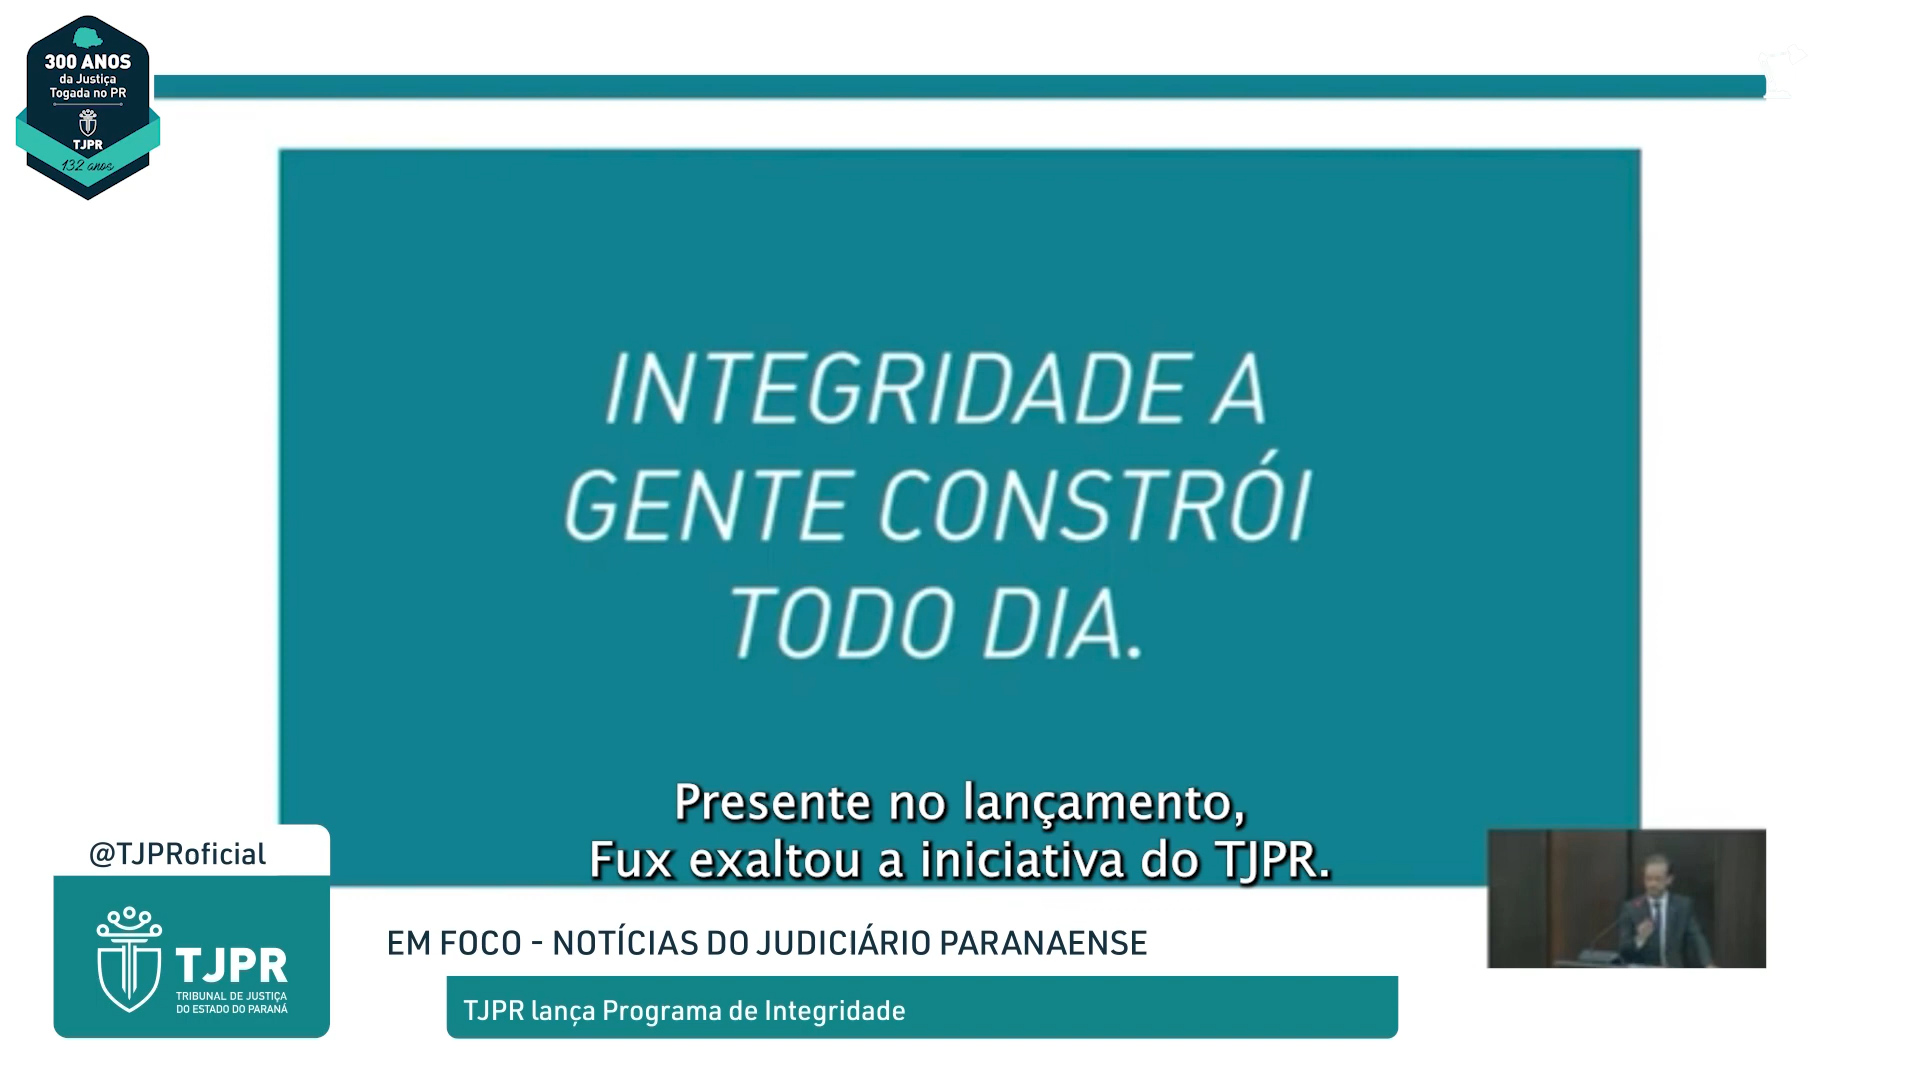 300 ANOS
da Justiça
Togada no PR
TJPR
132 anos
INTEGRIDADE A
GENTE CONSTRÓI
TODO DIA.
Presente no lançamento,
Fux exaltou a iniciativa do TJPR.
@TJPRoficial
TJPR
TRIBUNAL DE JUSTIÇA
DO ESTADO DO PARANÁ
EM FOCO - NOTÍCIAS DO JUDICIÁRIO PARANAENSE
TJPR lança Programa de Integridade